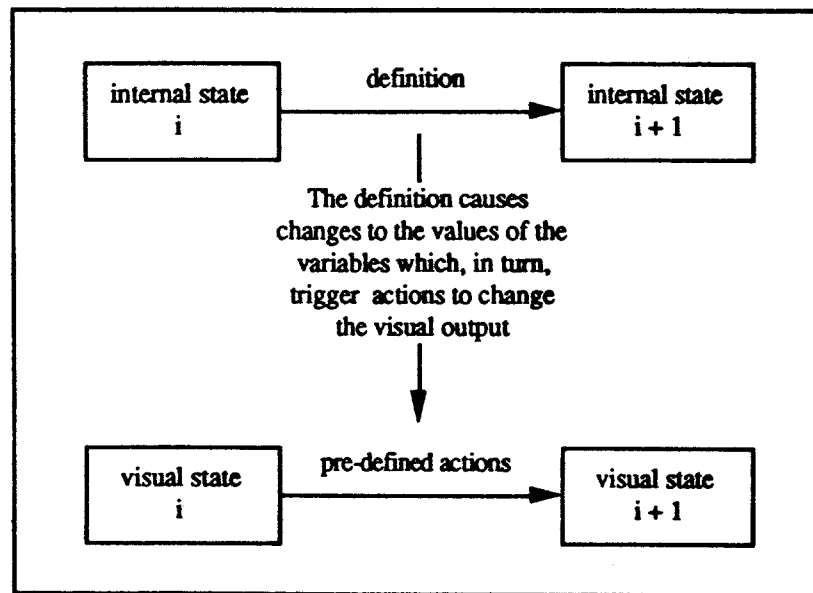 definition
internal state
i
internal state
i + 1
The definition causes
changes to the values of the
variables which, in turn,
trigger actions to change
the visual output
pre-defined actions
visual state
i
visual state
i + 1